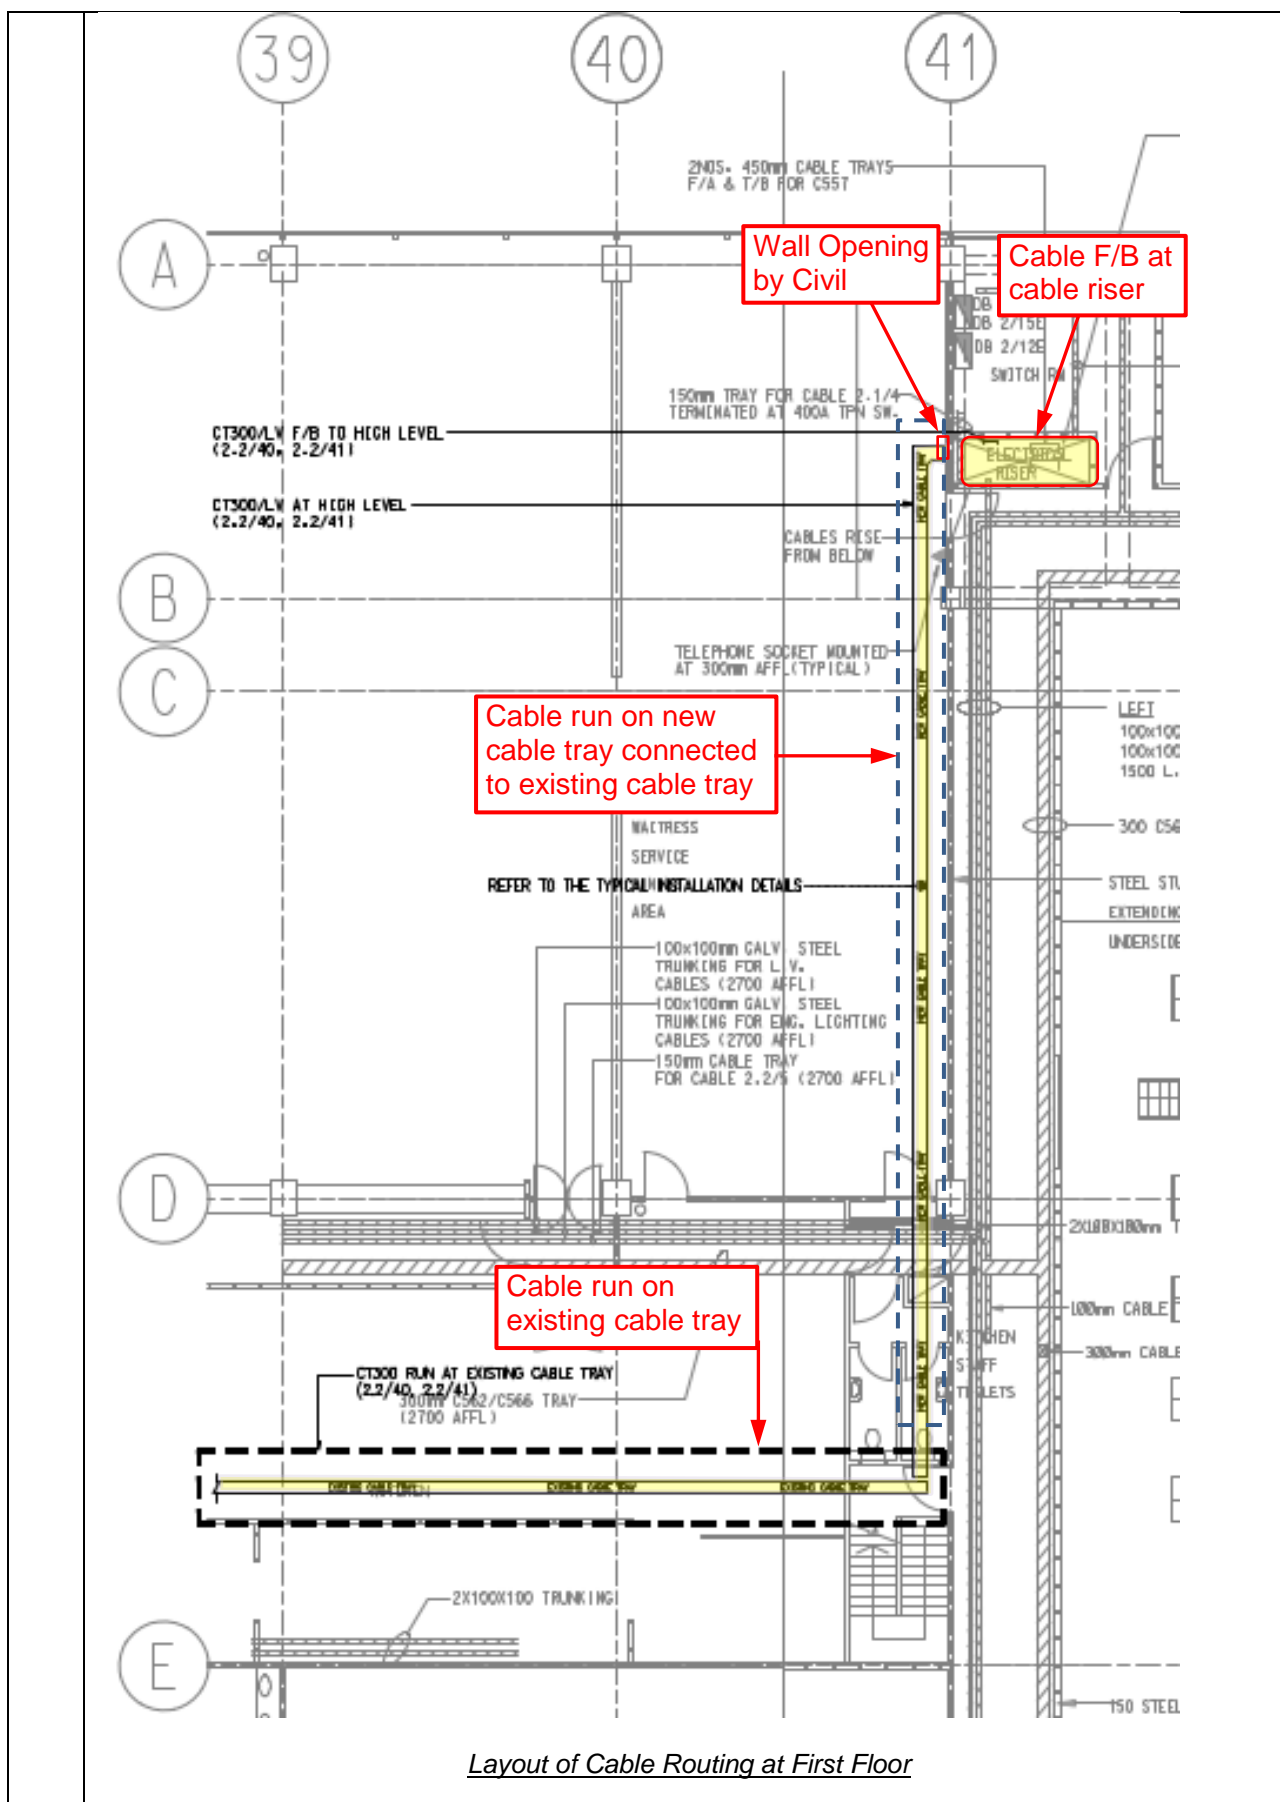 39
40
41
2NOS. 450mm CABLE TRAYS
F/A & T/B FOR C557
A
Wall Opening
by Civil
Cable F/B at
cable riser
DB
DB 2/15E
DB 2/12E
SWITCH RM
150mm TRAY FOR CABLE 2.1/4
TERMINATED AT 400A TPN SW.
CT300/LV F/B TO HIGH LEVEL
(2.2/40, 2.2/41)
ELECTRICAL
RISER
CT300/LV AT HIGH LEVEL
(2.2/40, 2.2/41)
CABLES RISE
FROM BELOW
B
TELEPHONE SOCKET MOUNTED
AT 300mm AFFL(TYPICAL)
C
Cable run on new
cable tray connected
to existing cable tray
LEFT
100x100
100x100
1500 L.
300 C56
WAITRESS
SERVICE
REFER TO THE TYPICAL INSTALLATION DETAILS
AREA
STEEL STU
EXTENDING
UNDERSIDE
100x100mm GALV. STEEL
TRUNKING FOR L.V.
CABLES (2700 AFFL)
100x100mm GALV. STEEL
TRUNKING FOR ENG. LIGHTING
CABLES (2700 AFFL)
150mm CABLE TRAY
FOR CABLE 2.2/5 (2700 AFFL)
D
Cable run on
existing cable tray
100mm CABLE
KITCHEN
STAFF
TOILETS
300mm CABLE
CT300 RUN AT EXISTING CABLE TRAY
(2.2/40, 2.2/41)
300mm C562/C566 TRAY
(2700 AFFL)
EXISTING CABLE TRAY
EXISTING CABLE TRAY
EXISTING CABLE TRAY
2X100X100 TRUNKING
E
150 STEEL
Layout of Cable Routing at First Floor